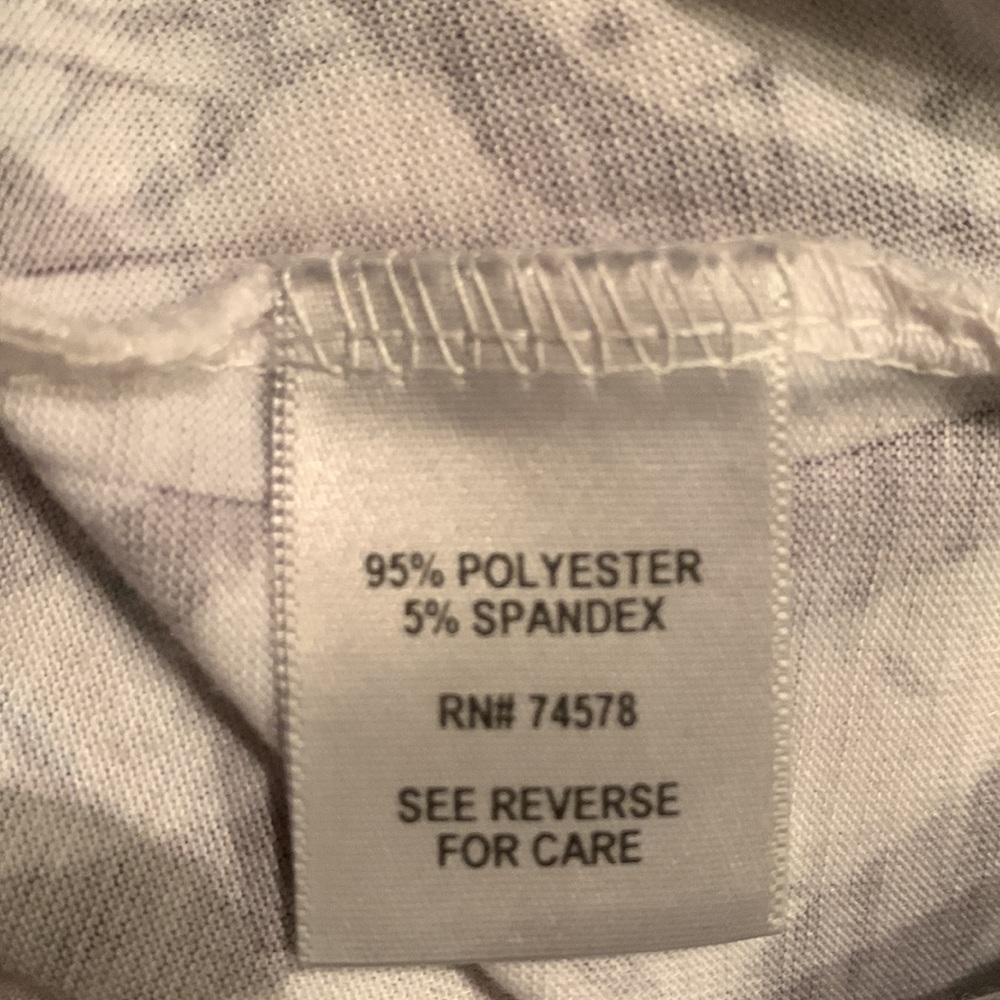 95% POLYESTER
5% SPANDEX
RN# 74578
SEE REVERSE
FOR CARE